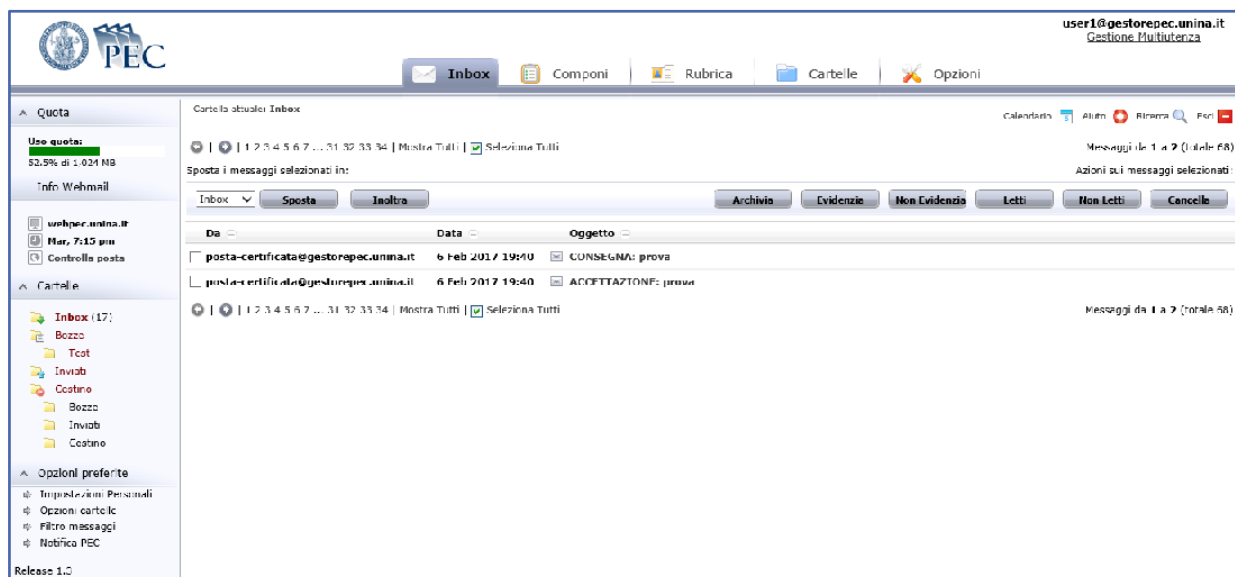 user1@gestorepec.unina.it
Gestione Multiutenza
PEC
Inbox
Componi
Rubrica
Cartelle
Opzioni
Quota
Uso quota:
52.5% di 1.024 MB
Info Webmail
webpec.unina.it
Mar, 7:15 pm
Controlla posta
Cartelle
Inbox (17)
Bozze
Test
Inviati
Cestino
Bozze
Inviati
Cestino
Opzioni preferite
Impostazioni Personali
Opzioni cartelle
Filtro messaggi
Notifica PEC
Release 1.3
Cartella attuale: Inbox
Calendario Aiuto Ricerca Esci
| 1 2 3 4 5 6 7 ... 31 32 33 34 | Mostra Tutti | Seleziona Tutti
Messaggi da 1 a 2 (totale 68)
Sposta i messaggi selezionati in:
Azioni sui messaggi selezionati:
Inbox Sposta Inoltra Archivia Evidenzia Non Evidenzia Letti Non Letti Cancella
Da Data Oggetto
posta-certificata@gestorepec.unina.it 6 Feb 2017 19:40 CONSEGNA: prova
posta-certificata@gestorepec.unina.it 6 Feb 2017 19:40 ACCETTAZIONE: prova
| 1 2 3 4 5 6 7 ... 31 32 33 34 | Mostra Tutti | Seleziona Tutti
Messaggi da 1 a 2 (totale 68)